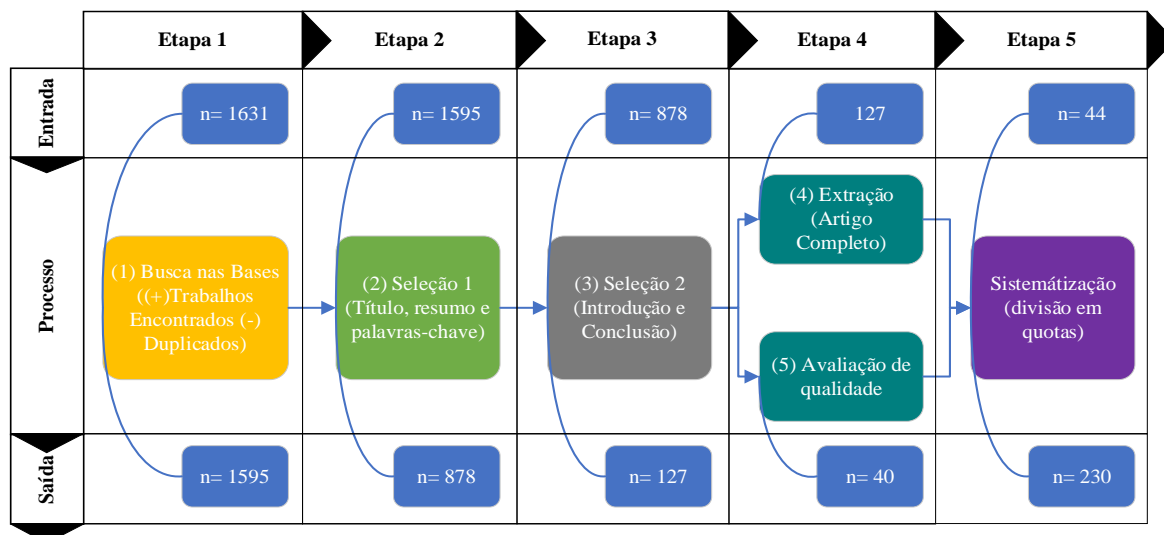 Etapa 1
Etapa 2
Etapa 3
Etapa 4
Etapa 5
Entrada
n= 1631
n= 1595
n= 878
127
n= 44
Processo
(1) Busca nas Bases
((+)Trabalhos
Encontrados (-)
Duplicados)
(2) Seleção 1
(Título, resumo e
palavras-chave)
(3) Seleção 2
(Introdução e
Conclusão)
(4) Extração
(Artigo
Completo)
(5) Avaliação de
qualidade
Sistemátização
(divisão em
quotas)
Saída
n= 1595
n= 878
n= 127
n= 40
n= 230